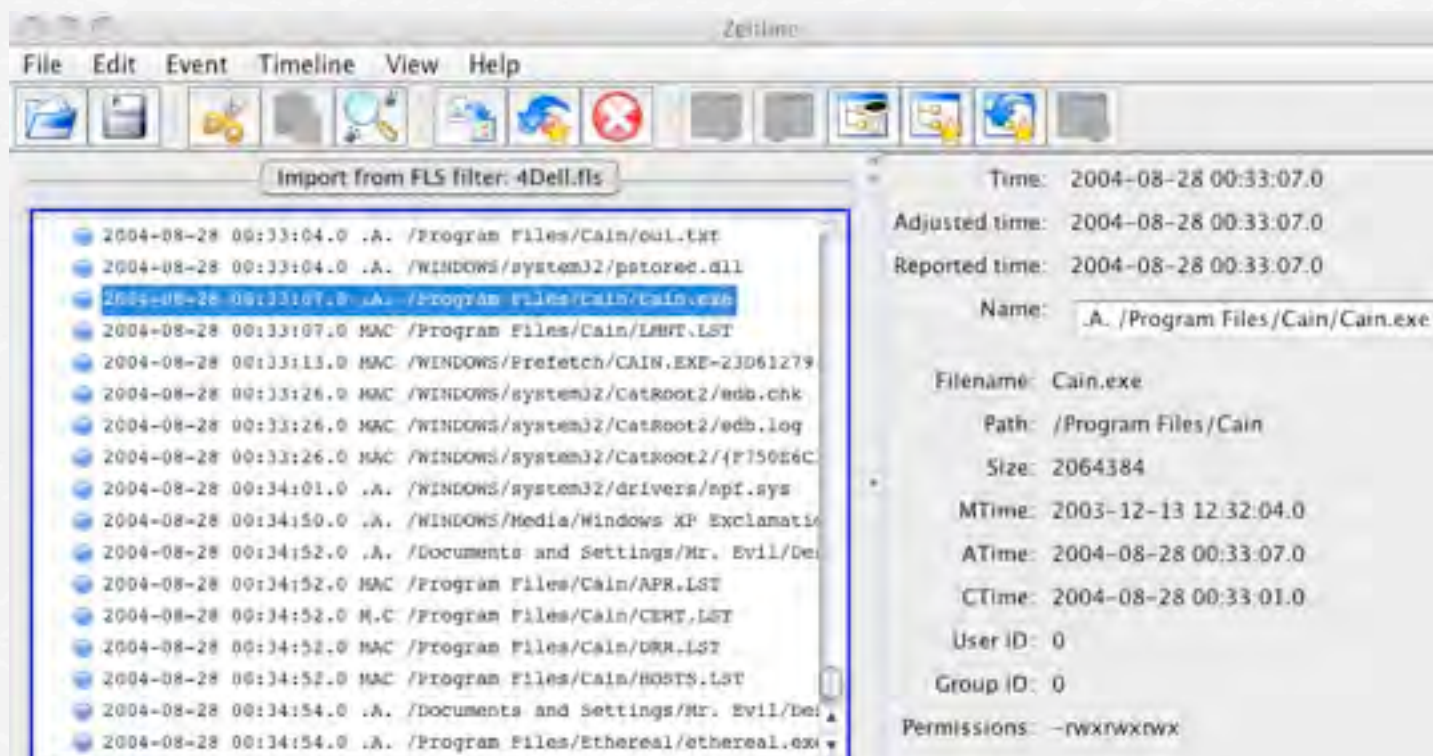 Zeitline
File Edit Event Timeline View Help
Import from FLS filter: 4Dell.fls
2004-08-28 00:33:04.0 .A. /Program Files/Cain/oui.txt
2004-08-28 00:33:04.0 .A. /WINDOWS/system32/pstorec.dll
2004-08-28 00:33:07.0 .A. /Program Files/Cain/Cain.exe
2004-08-28 00:33:07.0 MAC /Program Files/Cain/LMNT.LST
2004-08-28 00:33:13.0 MAC /WINDOWS/Prefetch/CAIN.EXE-23D61279
2004-08-28 00:33:26.0 MAC /WINDOWS/system32/CatRoot2/edb.chk
2004-08-28 00:33:26.0 MAC /WINDOWS/system32/CatRoot2/edb.log
2004-08-28 00:33:26.0 MAC /WINDOWS/system32/CatRoot2/{F750E6C
2004-08-28 00:34:01.0 .A. /WINDOWS/system32/drivers/npf.sys
2004-08-28 00:34:50.0 .A. /WINDOWS/Media/Windows XP Exclamatio
2004-08-28 00:34:52.0 .A. /Documents and Settings/Mr. Evil/De
2004-08-28 00:34:52.0 MAC /Program Files/Cain/APR.LST
2004-08-28 00:34:52.0 M.C /Program Files/Cain/CERT.LST
2004-08-28 00:34:52.0 MAC /Program Files/Cain/DRR.LST
2004-08-28 00:34:52.0 MAC /Program Files/Cain/HOSTS.LST
2004-08-28 00:34:54.0 .A. /Documents and Settings/Mr. Evil/De
2004-08-28 00:34:54.0 .A. /Program Files/Ethereal/ethereal.exe
Time: 2004-08-28 00:33:07.0
Adjusted time: 2004-08-28 00:33:07.0
Reported time: 2004-08-28 00:33:07.0
Name: .A. /Program Files/Cain/Cain.exe
Filename: Cain.exe
Path: /Program Files/Cain
Size: 2064384
MTime: 2003-12-13 12:32:04.0
ATime: 2004-08-28 00:33:07.0
CTime: 2004-08-28 00:33:01.0
User ID: 0
Group ID: 0
Permissions: -rwxrwxrwx